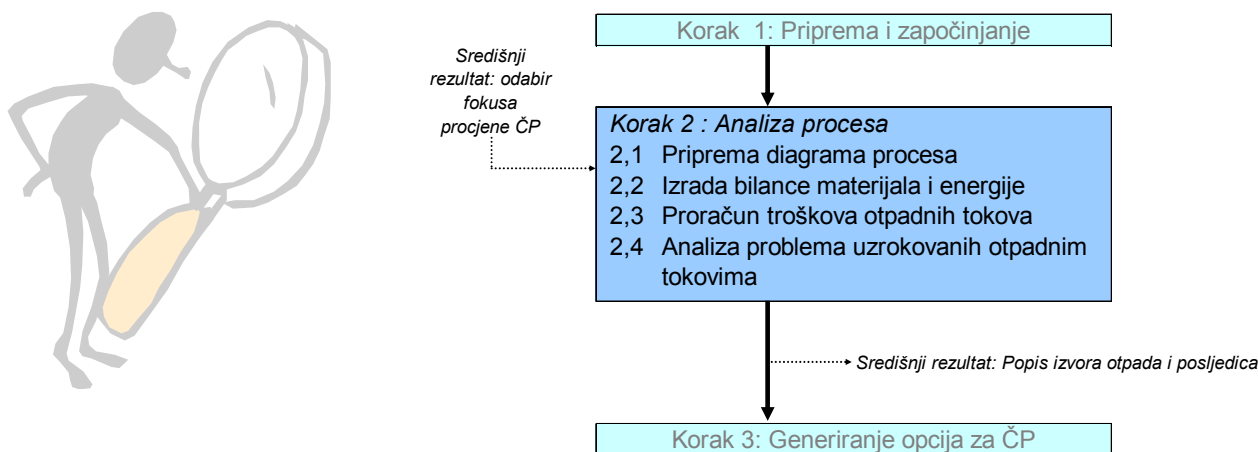 Korak 1: Priprema i započinjanje
Središnji
rezultat: odabir
fokusa
procjene ČP
Korak 2 : Analiza procesa
2,1 Priprema diagrama procesa
2,2 Izrada bilance materijala i energije
2,3 Proračun troškova otpadnih tokova
2,4 Analiza problema uzrokovanih otpadnim
tokovima
Središnji rezultat: Popis izvora otpada i posljedica
Korak 3: Generiranje opcija za ČP